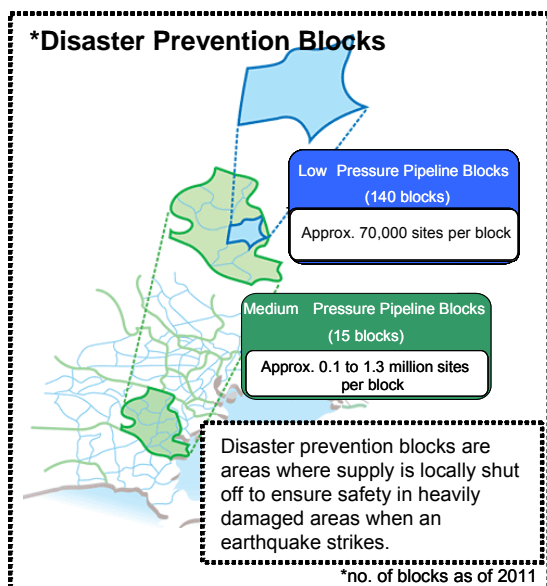 *Disaster Prevention Blocks
Low Pressure Pipeline Blocks
(140 blocks)
Approx. 70,000 sites per block
Medium Pressure Pipeline Blocks
(15 blocks)
Approx. 0.1 to 1.3 million sites
per block
Disaster prevention blocks are
areas where supply is locally shut
off to ensure safety in heavily
damaged areas when an
earthquake strikes.
*no. of blocks as of 2011